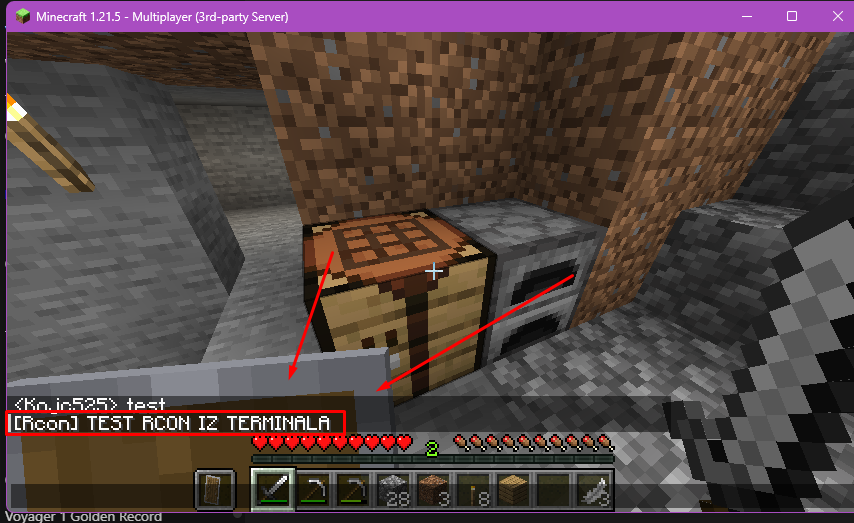 Minecraft 1.21.5 - Multiplayer (3rd-party Server)
test
[Rcon] TEST RCON IZ TERMINALA
2
28
3
8
3
Voyager 1 Golden Record